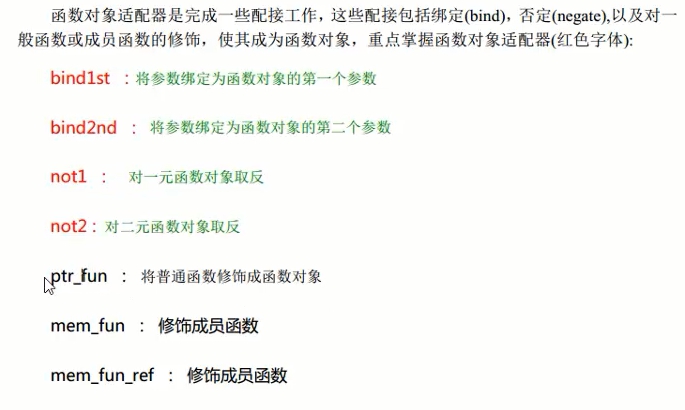 函数对象适配器是完成一些配接工作，这些配接包括绑定(bind)，否定(negate),以及对一
般函数或成员函数的修饰，使其成为函数对象，重点掌握函数对象适配器(红色字体):
bind1st ：将参数绑定为函数对象的第一个参数
bind2nd ： 将参数绑定为函数对象的第二个参数
not1 ： 对一元函数对象取反
not2：对二元函数对象取反
ptr_fun ： 将普通函数修饰成函数对象
mem_fun ： 修饰成员函数
mem_fun_ref ： 修饰成员函数